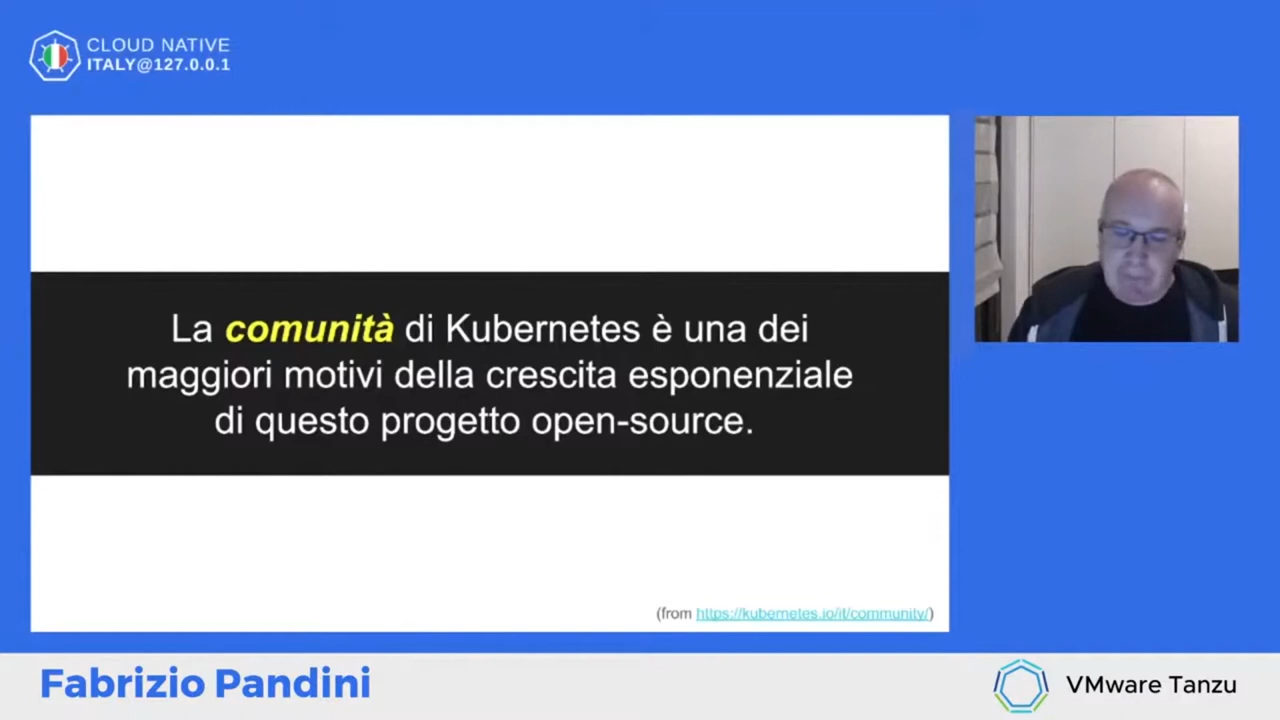 CLOUD NATIVE
ITALY@127.0.0.1
La comunità di Kubernetes è una dei
maggiori motivi della crescita esponenziale
di questo progetto open-source.
(from https://kubernetes.io/it/community/)
Fabrizio Pandini
VMware Tanzu